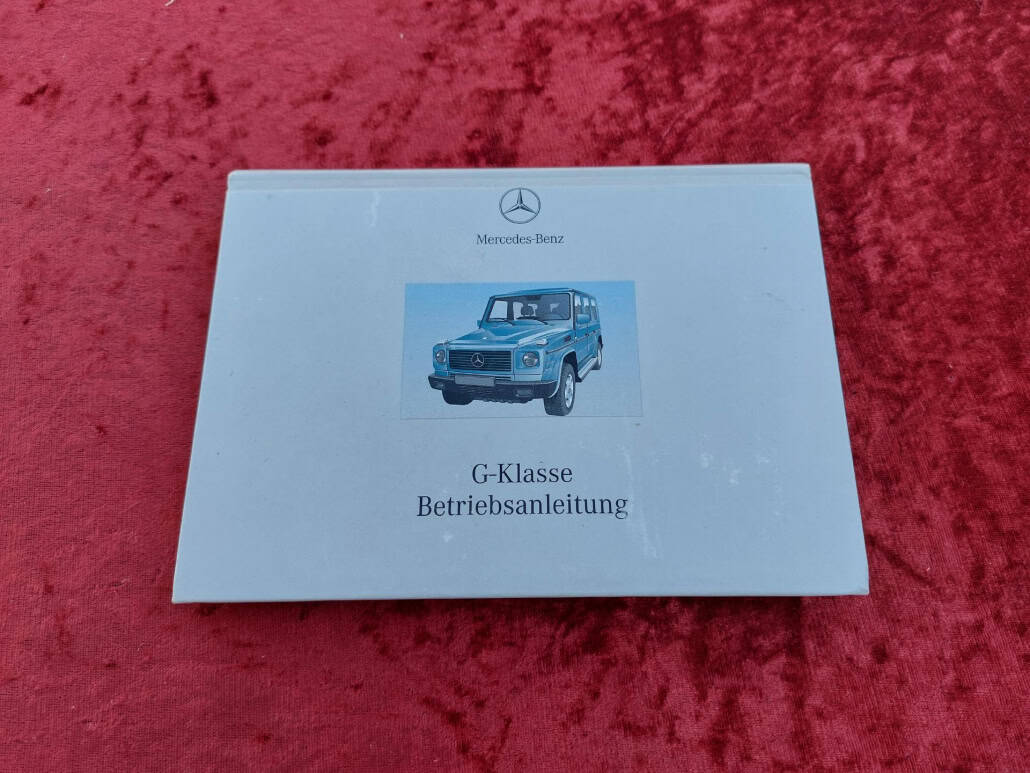 Mercedes-Benz
G-Klasse
Betriebsanleitung